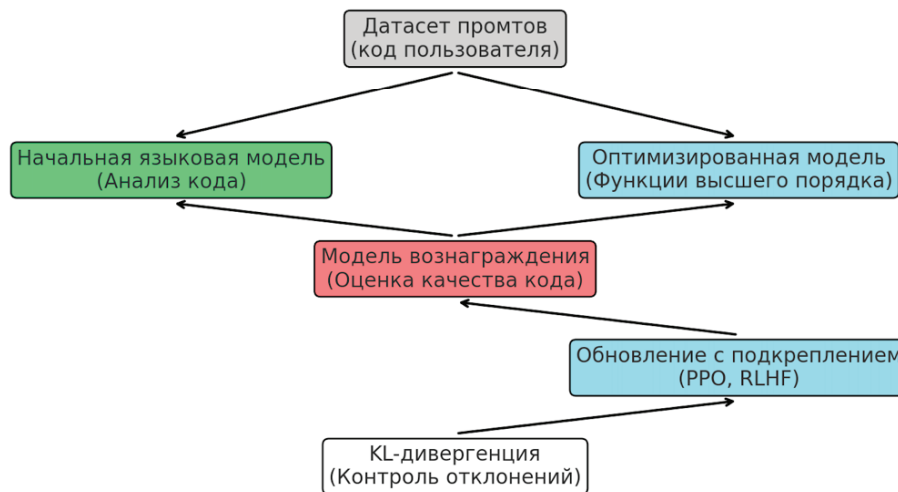 Датасет промтов
(код пользователя)
Начальная языковая модель
(Анализ кода)
Оптимизированная модель
(Функции высшего порядка)
Модель вознаграждения
(Оценка качества кода)
Обновление с подкреплением
(PPO, RLHF)
KL-дивергенция
(Контроль отклонений)